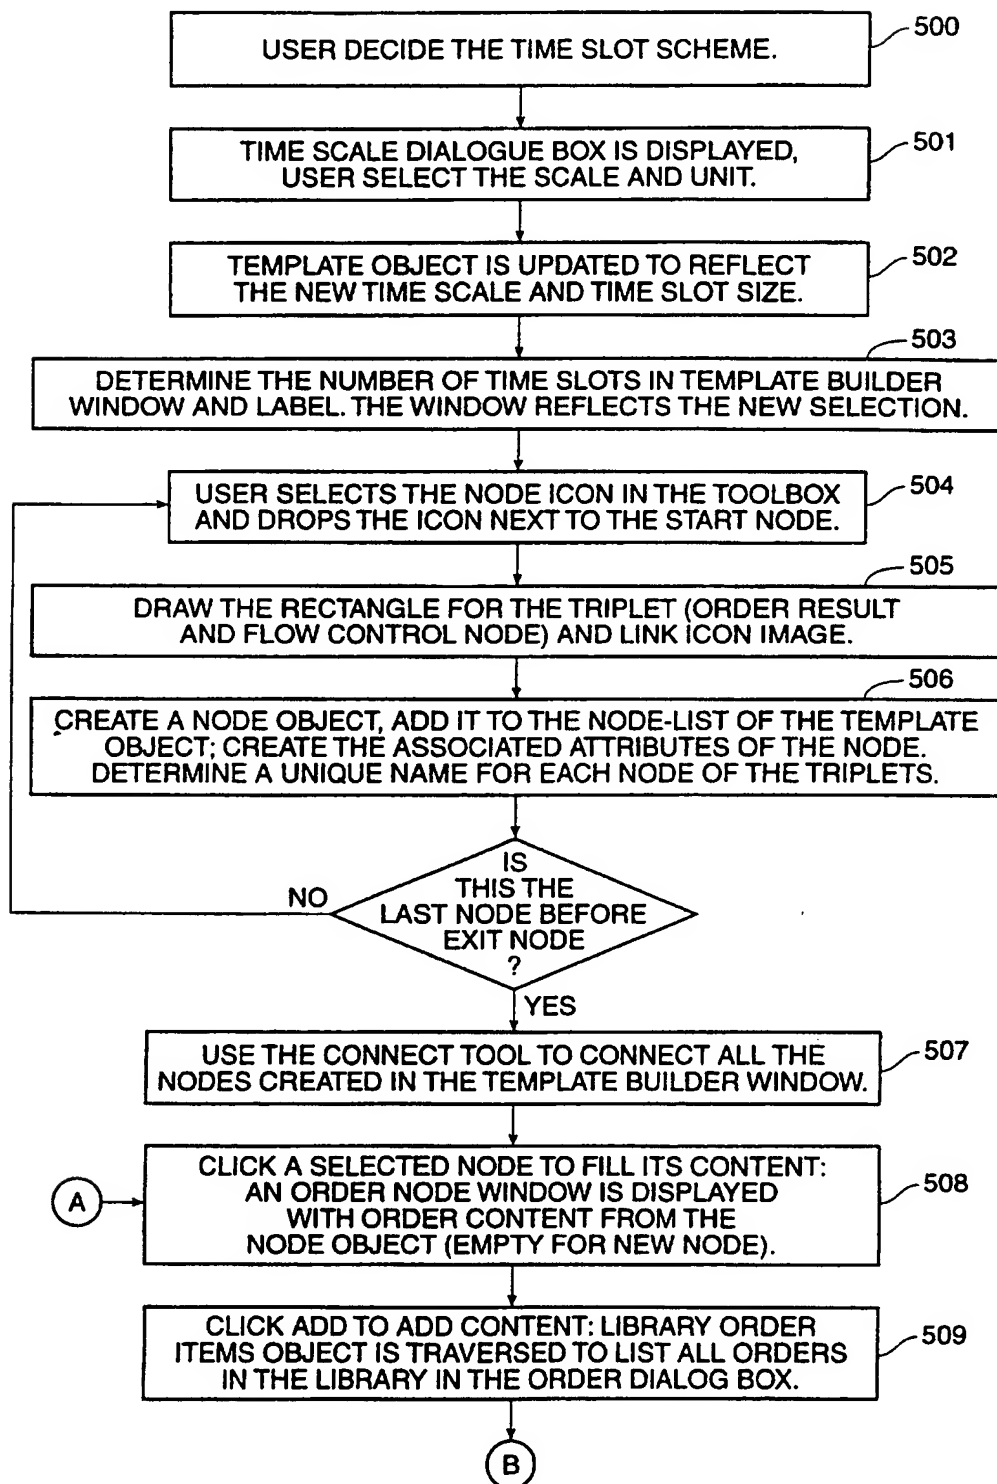 USER DECIDE THE TIME SLOT SCHEME.
500
TIME SCALE DIALOGUE BOX IS DISPLAYED,
USER SELECT THE SCALE AND UNIT.
501
TEMPLATE OBJECT IS UPDATED TO REFLECT
THE NEW TIME SCALE AND TIME SLOT SIZE.
502
503
DETERMINE THE NUMBER OF TIME SLOTS IN TEMPLATE BUILDER
WINDOW AND LABEL. THE WINDOW REFLECTS THE NEW SELECTION.
USER SELECTS THE NODE ICON IN THE TOOLBOX
AND DROPS THE ICON NEXT TO THE START NODE.
504
505
DRAW THE RECTANGLE FOR THE TRIPLET (ORDER RESULT
AND FLOW CONTROL NODE) AND LINK ICON IMAGE.
506
CREATE A NODE OBJECT, ADD IT TO THE NODE-LIST OF THE TEMPLATE
OBJECT; CREATE THE ASSOCIATED ATTRIBUTES OF THE NODE.
DETERMINE A UNIQUE NAME FOR EACH NODE OF THE TRIPLETS.
IS
THIS THE
LAST NODE BEFORE
EXIT NODE
?
NO
YES
USE THE CONNECT TOOL TO CONNECT ALL THE
NODES CREATED IN THE TEMPLATE BUILDER WINDOW.
507
A
CLICK A SELECTED NODE TO FILL ITS CONTENT:
AN ORDER NODE WINDOW IS DISPLAYED
WITH ORDER CONTENT FROM THE
NODE OBJECT (EMPTY FOR NEW NODE).
508
CLICK ADD TO ADD CONTENT: LIBRARY ORDER
ITEMS OBJECT IS TRAVERSED TO LIST ALL ORDERS
IN THE LIBRARY IN THE ORDER DIALOG BOX.
509
B